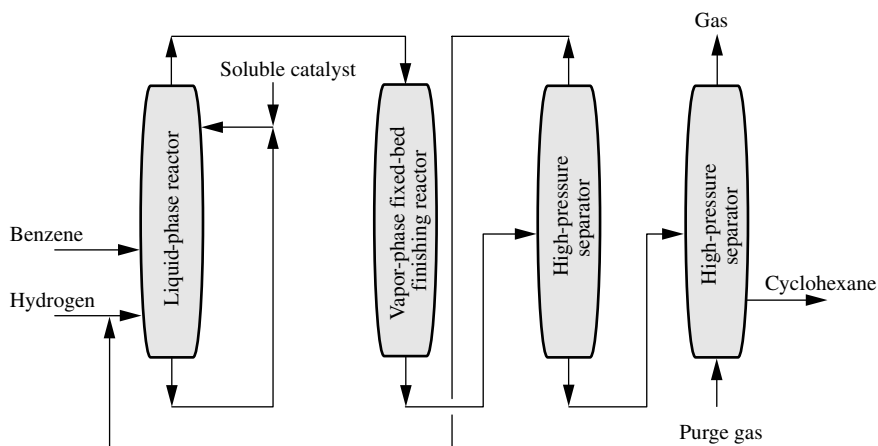 Gas
Soluble catalyst
Liquid-phase reactor
Vapor-phase fixed-bed
finishing reactor
High-pressure
separator
High-pressure
separator
Benzene
Hydrogen
Cyclohexane
Purge gas